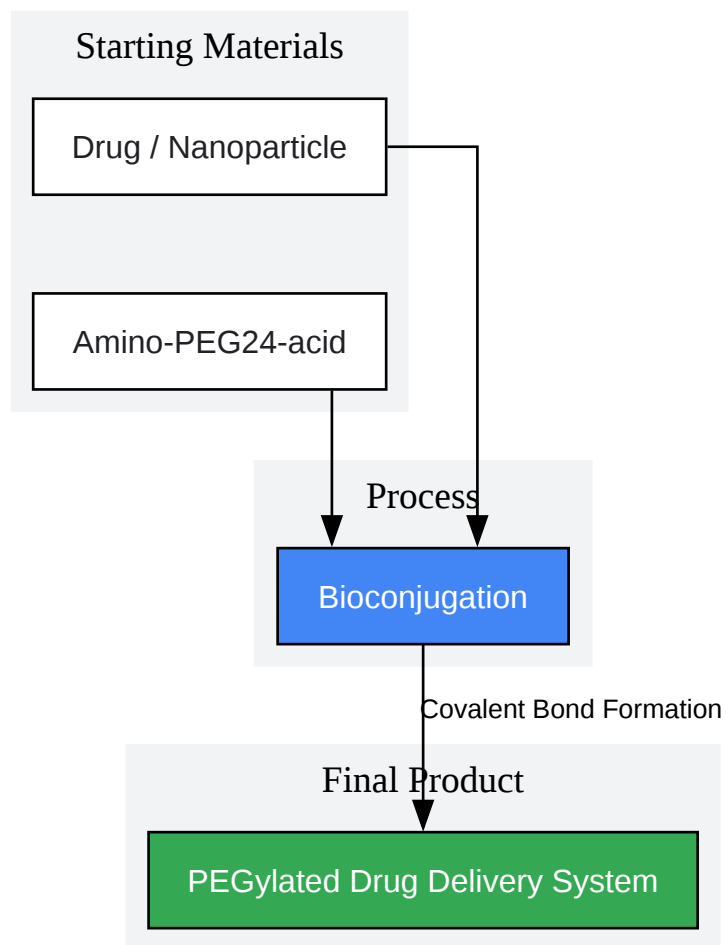 Starting Materials
Drug / Nanoparticle
Amino-PEG24-acid
Process
Bioconjugation
Covalent Bond Formation
Final Product
PEGylated Drug Delivery System